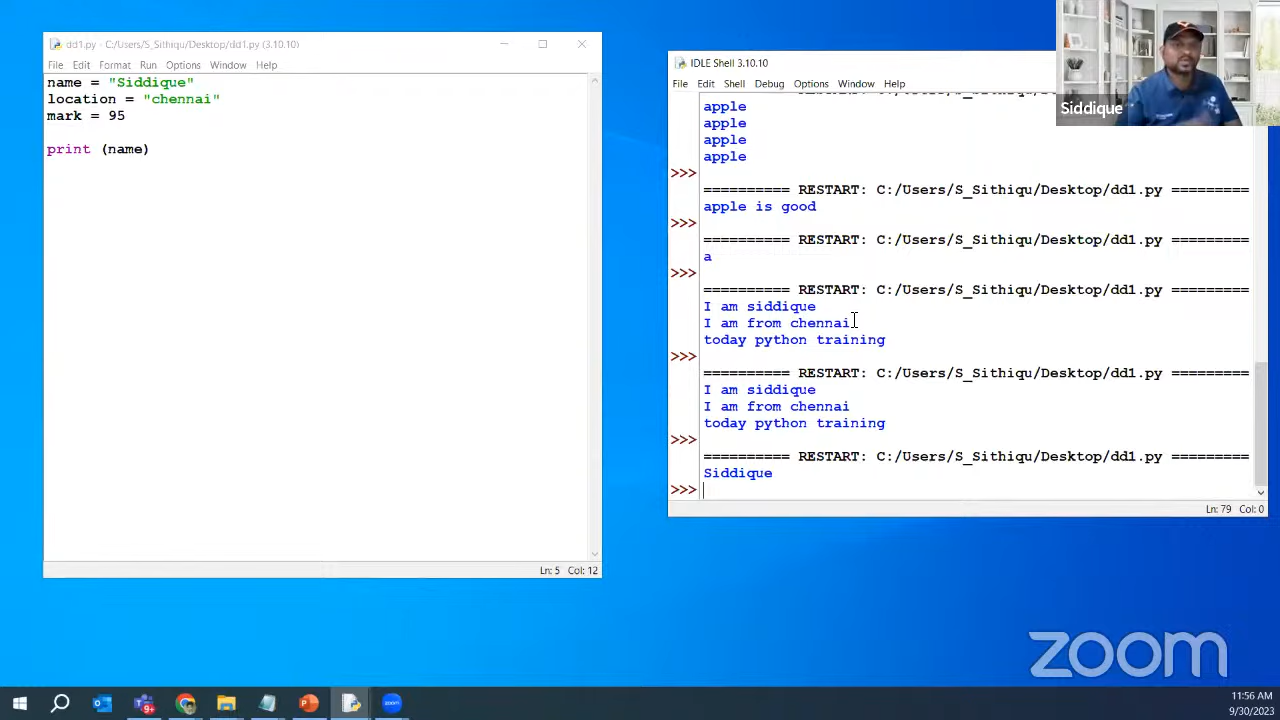 dd1.py - C:/Users/S_Sithiqu/Desktop/dd1.py (3.10.10)
File Edit Format Run Options Window Help
name = "Siddique"
location = "chennai"
mark = 95
print (name)
Ln: 5 Col: 12
IDLE Shell 3.10.10
File Edit Shell Debug Options Window Help
apple
apple
apple
apple
>>>
========== RESTART: C:/Users/S_Sithiqu/Desktop/dd1.py =========
apple is good
>>>
========== RESTART: C:/Users/S_Sithiqu/Desktop/dd1.py =========
a
>>>
========== RESTART: C:/Users/S_Sithiqu/Desktop/dd1.py =========
I am siddique
I am from chennai
today python training
>>>
========== RESTART: C:/Users/S_Sithiqu/Desktop/dd1.py =========
I am siddique
I am from chennai
today python training
>>>
========== RESTART: C:/Users/S_Sithiqu/Desktop/dd1.py =========
Siddique
>>>
Ln: 79 Col: 0
Siddique
zoom
11:56 AM
9/30/2023